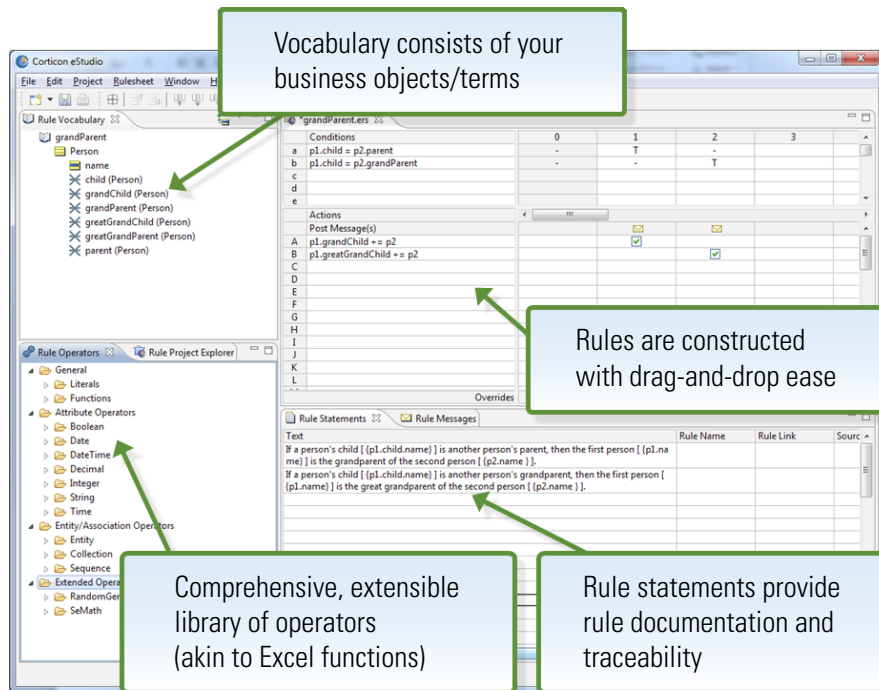 Vocabulary consists of your
business objects/terms
Corticon eStudio
File Edit Project Rulesheet Window
Rule Vocabulary
grandParent
Person
name
child (Person)
grandChild (Person)
grandParent (Person)
greatGrandChild (Person)
greatGrandParent (Person)
parent (Person)
*grandParent.ers
Conditions 0 1 2 3
a p1.child = p2.parent - T -
b p1.child = p2.grandParent - - T
c
d
e
Actions
Post Message(s)
A p1.grandChild += p2
B p1.greatGrandChild += p2
C
D
E
F
G
H
I
J
K
L
Overrides
Rules are constructed
with drag-and-drop ease
Rule Operators Rule Project Explorer
General
Literals
Functions
Attribute Operators
Boolean
Date
DateTime
Decimal
Integer
String
Time
Entity/Association Operators
Entity
Collection
Sequence
Extended Opera
RandomGe
SeMath
Rule Statements Rule Messages
Text Rule Name Rule Link Sourc
If a person's child [ {p1.child.name} ] is another person's parent, then the first person [ {p1.na
me} ] is the grandparent of the second person [ {p2.name } ].
If a person's child [ {p1.child.name} ] is another person's grandparent, then the first person [
{p1.name} ] is the great grandparent of the second person [ {p2.name } ].
Comprehensive, extensible
library of operators
(akin to Excel functions)
Rule statements provide
rule documentation and
traceability